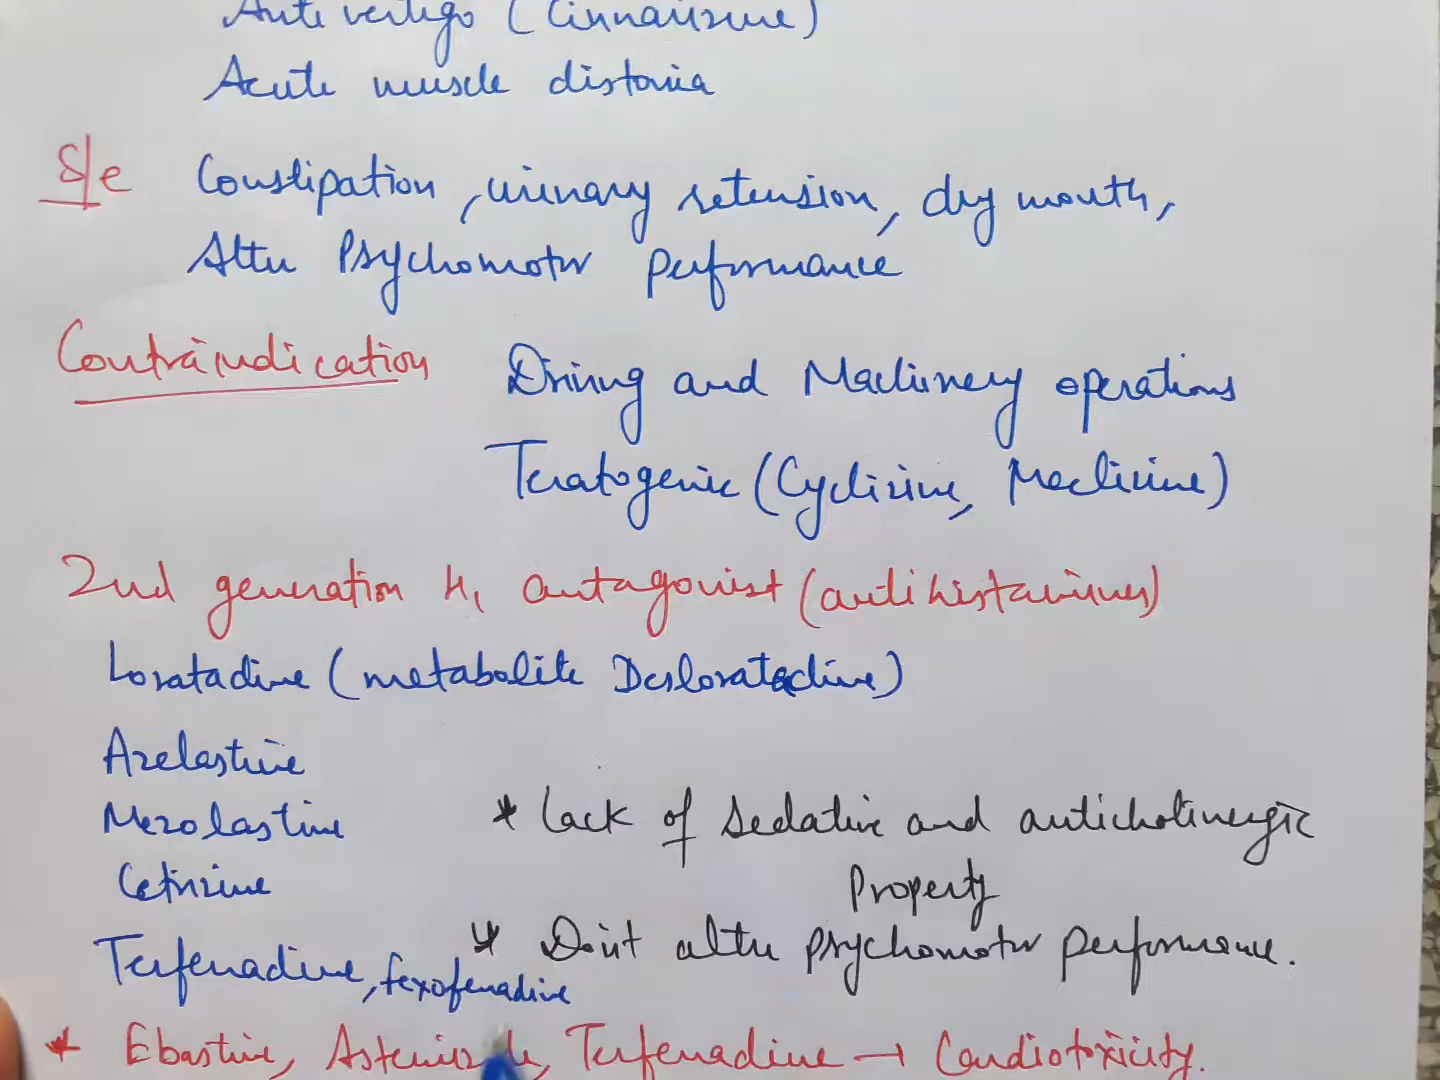 Anti vertigo (Cinnarizine)
Acute muscle distonia
S/e Constipation, urinary retension, dry mouth,
Alter Psychomotor performance
Contraindication Driving and Machinery operations
Teratogenic (Cyclizine, Meclizine)
2nd generation H1 antagonist (antihistamines)
Loratadine (metabolite Desloratadine)
Azelastine
Mezolastine * lack of sedative and anticholinergic
Property
Cetirizine
* Don't alter psychomotor performance.
Terfenadine, fexofenadine
* Ebastine, Terfenadine → Cardiotoxicity.